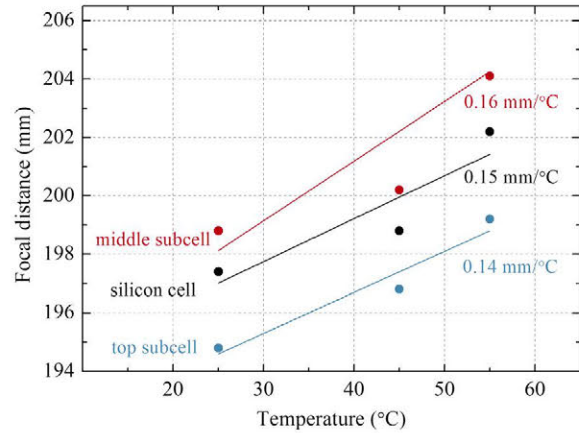 206
204
202
200
198
196
194
Focal distance (mm)
0.16 mm/°C
0.15 mm/°C
0.14 mm/°C
middle subcell
silicon cell
top subcell
20
30
40
50
60
Temperature (°C)